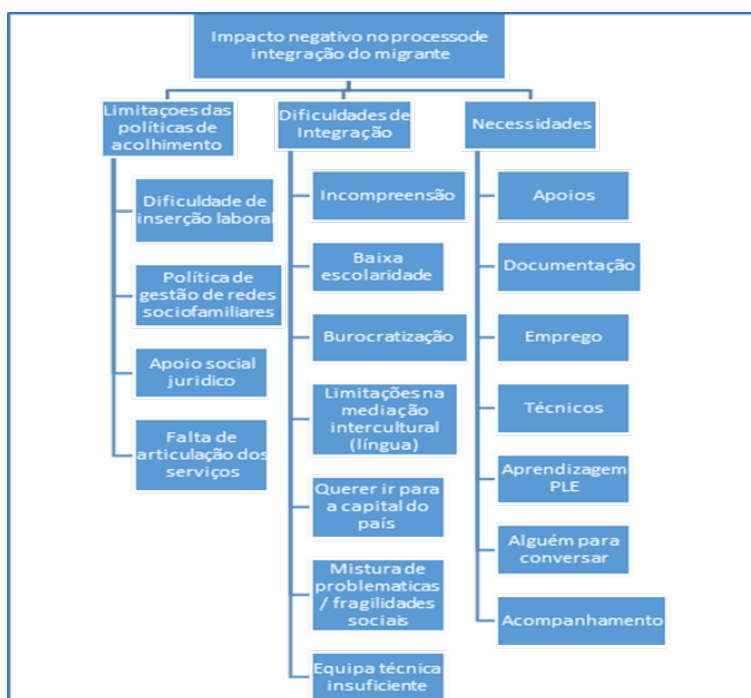 Impacto negativo no processode
integração do migrante
Limitaçoes das
políticas de
acolhimento
Dificuldade de
inserção laboral
Política de
gestão de redes
sociofamiliares
Apoio social
juridico
Falta de
articulação dos
serviços
Dificuldades de
Integração
Incompreensão
Baixa
escolaridade
Burocratização
Limitações na
mediação
intercultural
(língua)
Querer ir para
a capital do
país
Mistura de
problematicas
/ fragilidades
sociais
Equipa técnica
insuficiente
Necessidades
Apoios
Documentação
Emprego
Técnicos
Aprendizagem
PLE
Alguém para
conversar
Acompanhamento